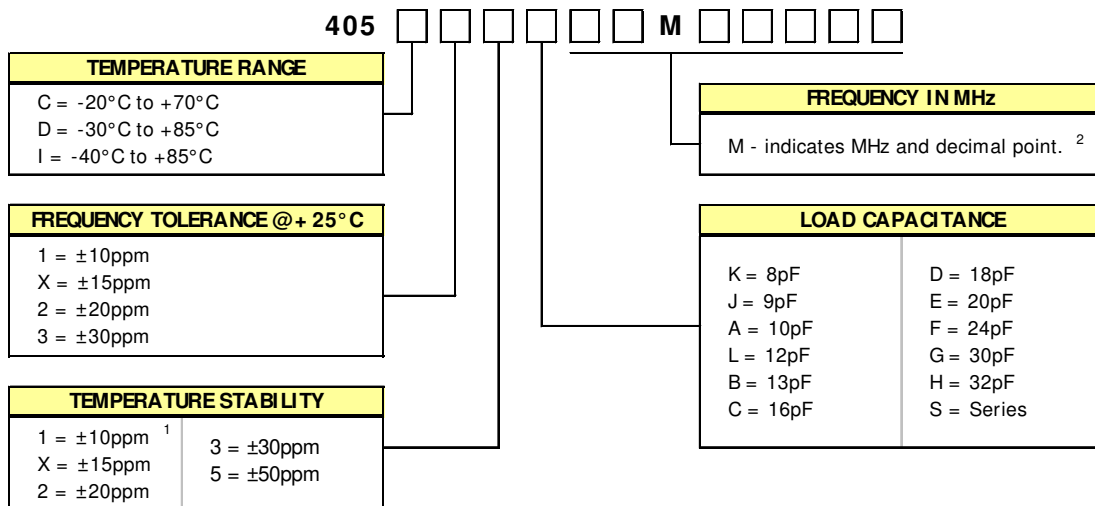 405 M
TEMPERATURE RANGE
C = -20°C to +70°C
D = -30°C to +85°C
I = -40°C to +85°C
FREQUENCY TOLERANCE @ + 25°C
1 = ±10ppm
X = ±15ppm
2 = ±20ppm
3 = ±30ppm
TEMPERATURE STABILITY
1 = ±10ppm 1
X = ±15ppm
2 = ±20ppm
3 = ±30ppm
5 = ±50ppm
FREQUENCY IN MHz
M - indicates MHz and decimal point. 2
LOAD CAPACITANCE
K = 8pF
J = 9pF
A = 10pF
L = 12pF
B = 13pF
C = 16pF
D = 18pF
E = 20pF
F = 24pF
G = 30pF
H = 32pF
S = Series